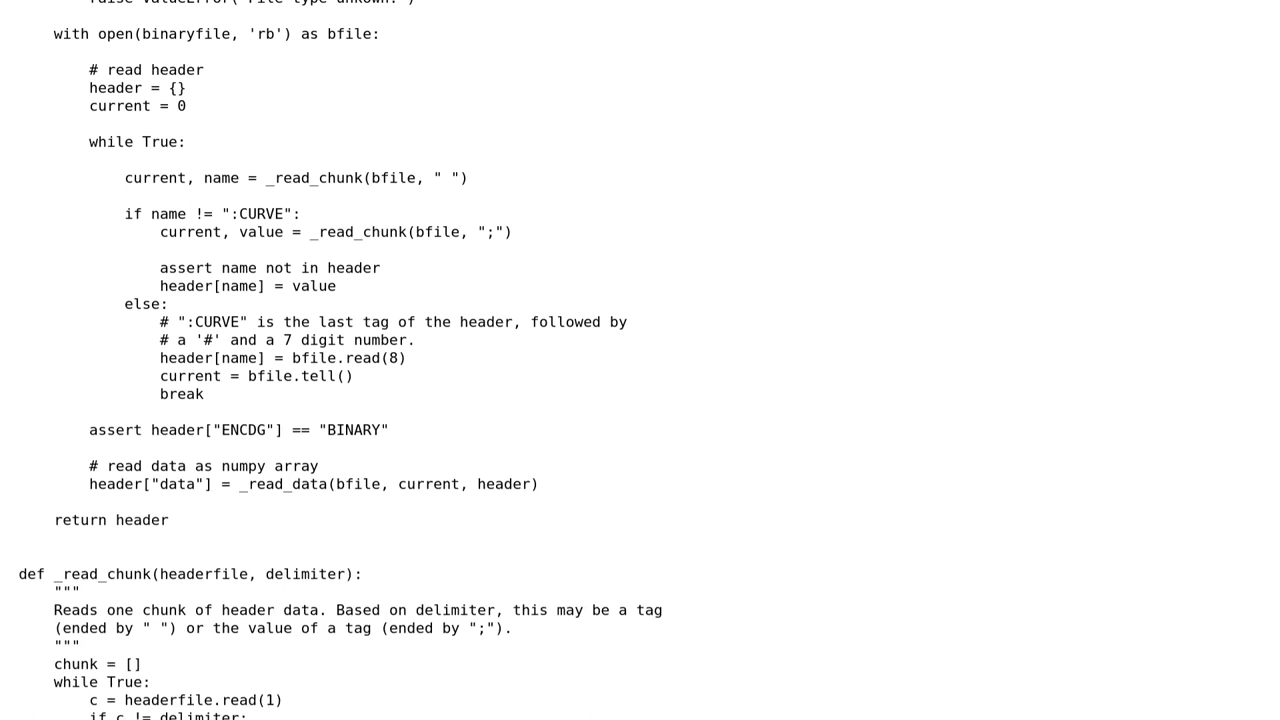 with open(binaryfile, 'rb') as bfile:
# read header
header = {}
current = 0
while True:
current, name = _read_chunk(bfile, " ")
if name != ":CURVE":
current, value = _read_chunk(bfile, ";")
assert name not in header
header[name] = value
else:
# ":CURVE" is the last tag of the header, followed by
# a '#' and a 7 digit number.
header[name] = bfile.read(8)
current = bfile.tell()
break
assert header["ENCDG"] == "BINARY"
# read data as numpy array
header["data"] = _read_data(bfile, current, header)
return header
def _read_chunk(headerfile, delimiter):
"""
Reads one chunk of header data. Based on delimiter, this may be a tag
(ended by " ") or the value of a tag (ended by ";").
"""
chunk = []
while True:
c = headerfile.read(1)
if c != delimiter: